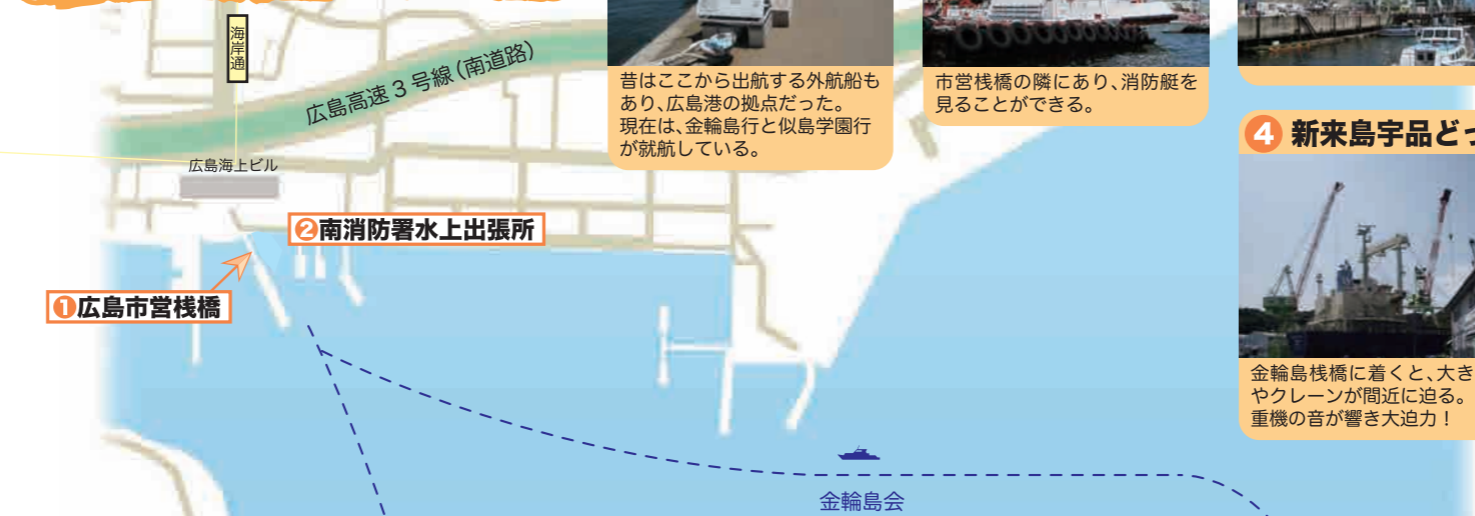 海岸通
広島高速3号線(南道路)
広島海上ビル
❷南消防署水上出張所
❶広島市営桟橋
昔はここから出航する外航船も
あり、広島港の拠点だった。
現在は、金輪島行と似島学園行
が就航している。
市営桟橋の隣にあり、消防艇を
見ることができる。
❹ 新来島宇品ど
金輪島桟橋に着くと、大き
やクレーンが間近に迫る。
重機の音が響き大迫力!
金輪島会